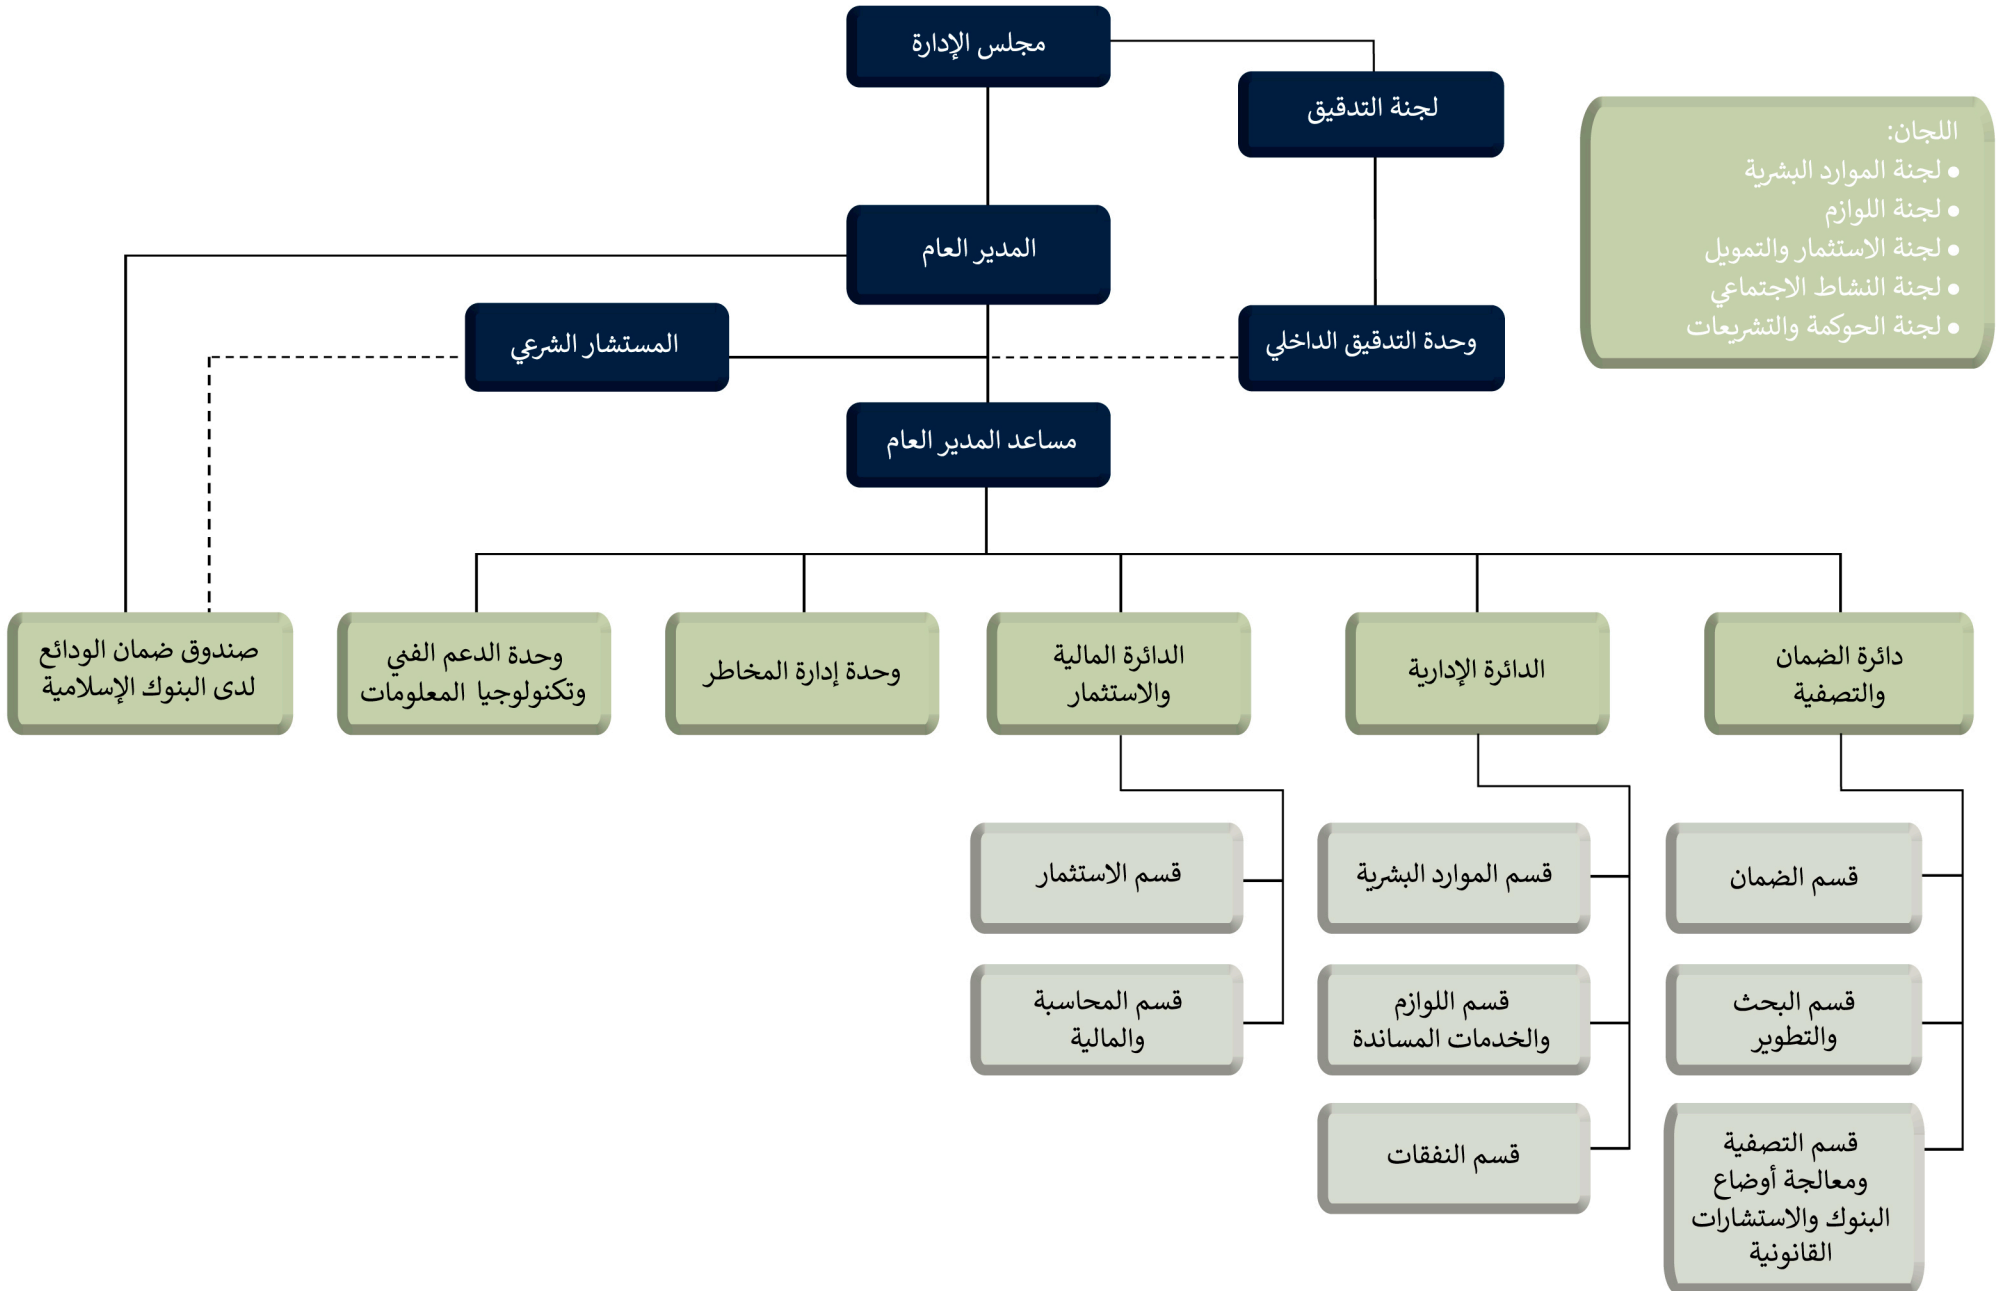 مجلس الإدارة
لجنة التدقيق
اللجان:
• لجنة الموارد البشرية
• لجنة اللوازم
• لجنة الاستثمار والتمويل
• لجنة النشاط الاجتماعي
• لجنة الحوكمة والتشريعات
المدير العام
وحدة التدقيق الداخلي
المستشار الشرعي
مساعد المدير العام
دائرة الضمان
والتصفية
الدائرة الإدارية
الدائرة المالية
والاستثمار
وحدة إدارة المخاطر
وحدة الدعم الفني
وتكنولوجيا المعلومات
صندوق ضمان الودائع
لدى البنوك الإسلامية
قسم الضمان
قسم البحث
والتطوير
قسم التصفية
ومعالجة أوضاع
البنوك والاستشارات
القانونية
قسم الموارد البشرية
قسم اللوازم
والخدمات المساندة
قسم النفقات
قسم الاستثمار
قسم المحاسبة
والمالية